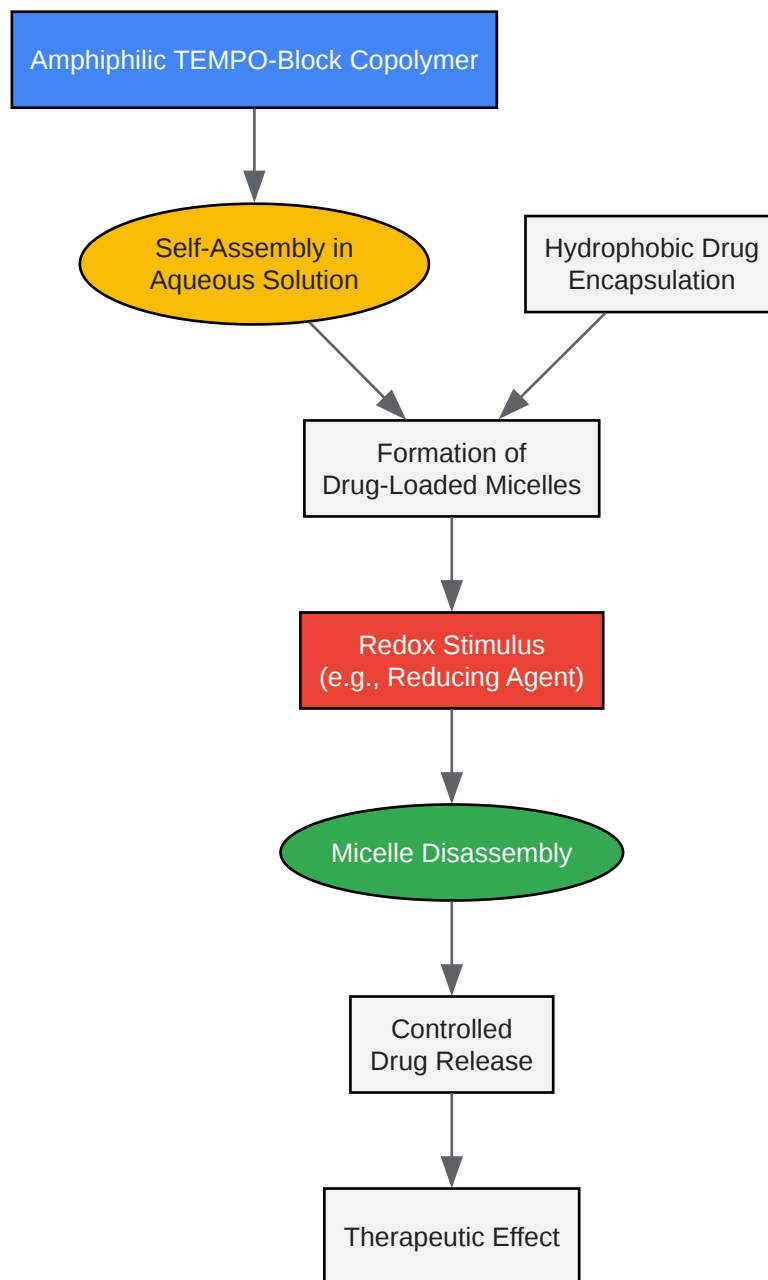 Amphiphilic TEMPO-Block Copolymer
Self-Assembly in
Aqueous Solution
Hydrophobic Drug
Encapsulation
Formation of
Drug-Loaded Micelles
Redox Stimulus
(e.g., Reducing Agent)
Micelle Disassembly
Controlled
Drug Release
Therapeutic Effect